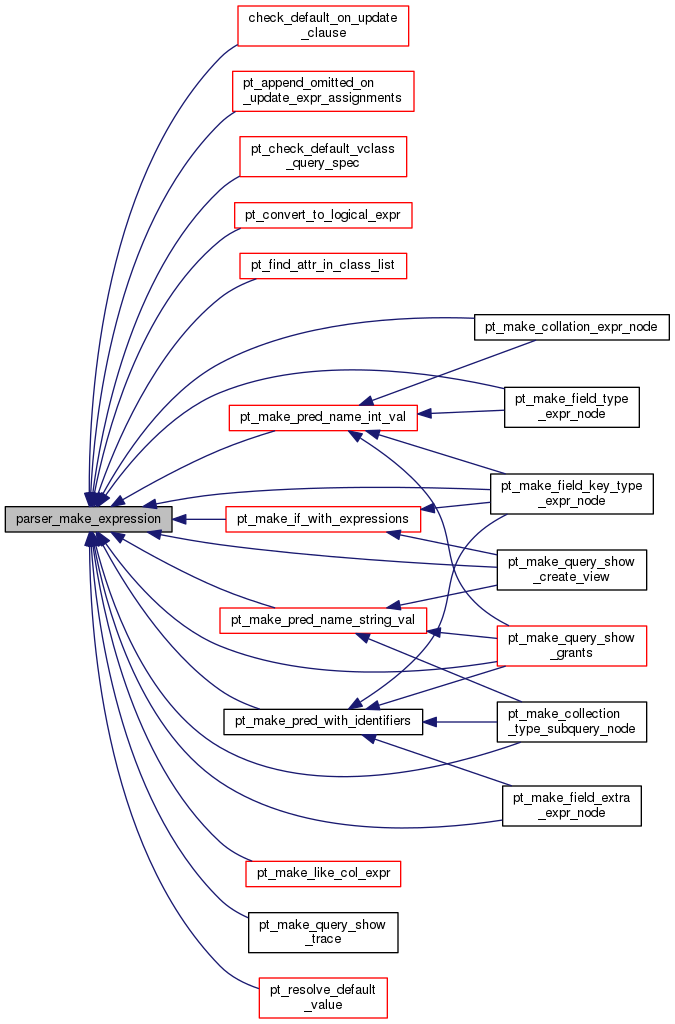 check_default_on_update
_clause
pt_append_omitted_on
_update_expr_assignments
pt_check_default_vclass
_query_spec
pt_convert_to_logical_expr
pt_find_attr_in_class_list
pt_make_collation_expr_node
pt_make_field_type
_expr_node
pt_make_pred_name_int_val
pt_make_field_key_type
_expr_node
parser_make_expression
pt_make_if_with_expressions
pt_make_query_show
_create_view
pt_make_pred_name_string_val
pt_make_query_show
_grants
pt_make_pred_with_identifiers
pt_make_collection
_type_subquery_node
pt_make_field_extra
_expr_node
pt_make_like_col_expr
pt_make_query_show
_trace
pt_resolve_default
_value